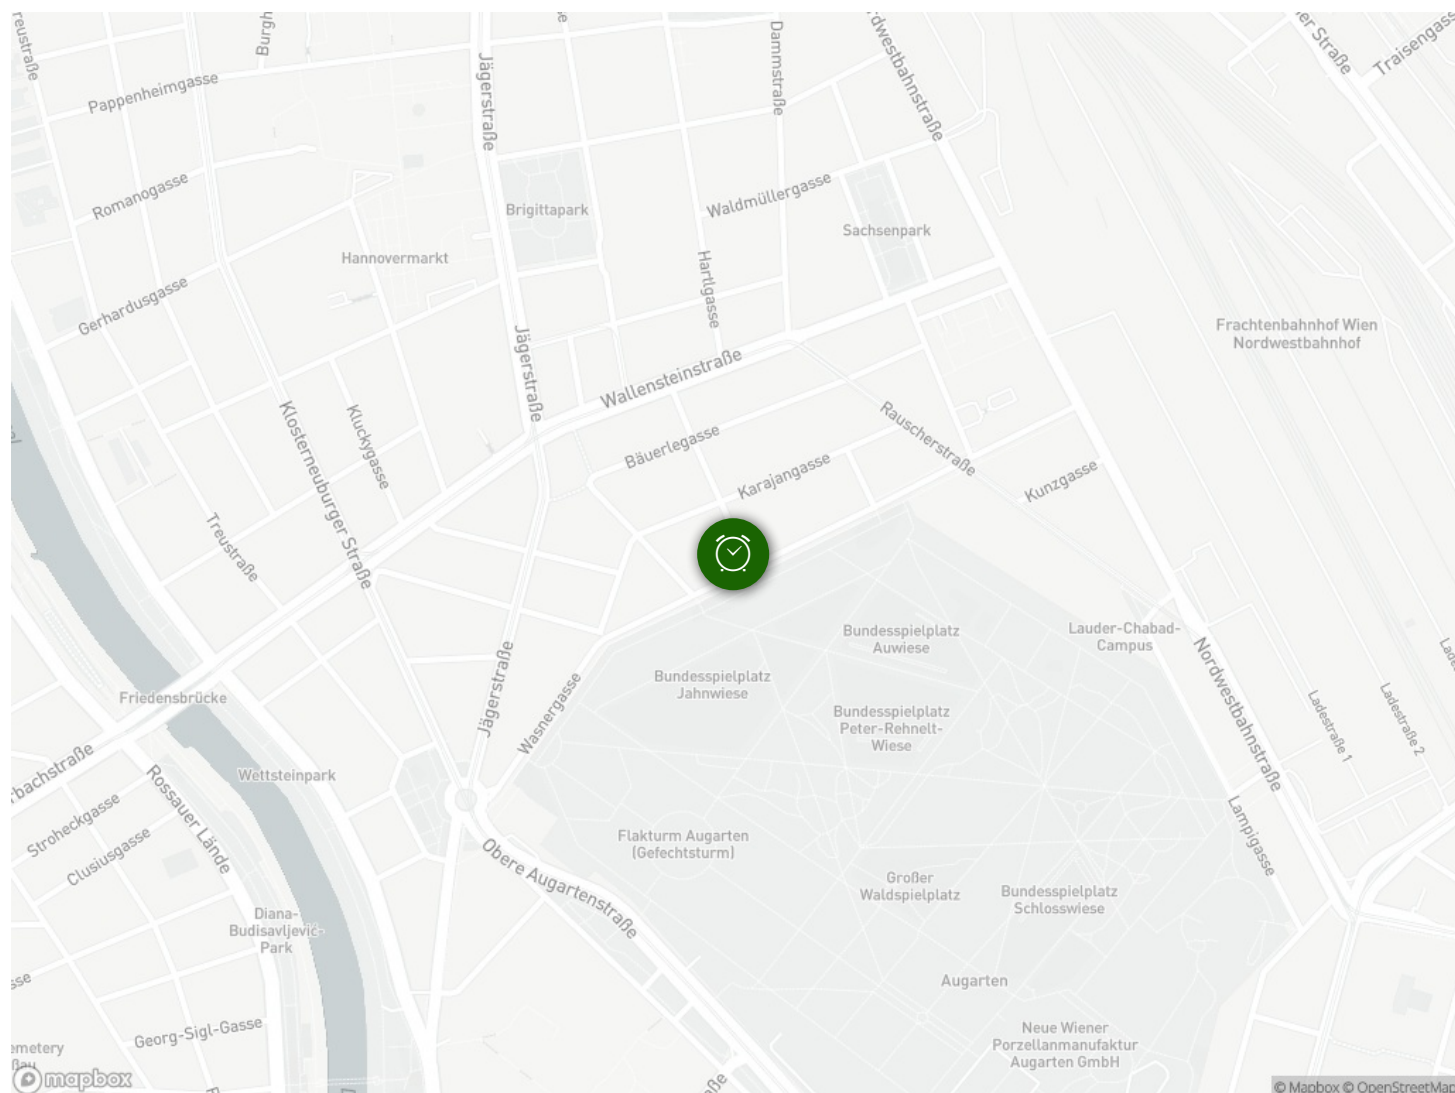 Pappenheimgasse
Jägerstraße
Dammstraße
Traisengasse
Romanogasse
Brigittapark
Waldmüllergasse
Sachsenpark
Hannovermarkt
Gerhardusgasse
Hartlgasse
Frachtenbahnhof Wien
Nordwestbahnhof
Jägerstraße
Wallensteinstraße
Klosterneuburger Straße
Kluckygasse
Bäuerlegasse
Rauscherstraße
Karajangasse
Kunzgasse
Treustraße
Bundesspielplatz
Auwiese
Lauder-Chabad-
Campus
Friedensbrücke
Jägerstraße
Wasnergasse
Bundesspielplatz
Jahnwiese
Bundesspielplatz
Peter-Rehnelt-
Wiese
Nordwestbahnstraße
Ladestraße 1
Ladestraße 2
Wettsteinpark
Stroheckgasse
Rossauer Lände
Clusiusgasse
Flakturm Augarten
(Gefechtsturm)
Obere Augartenstraße
Großer
Waldspielplatz
Bundesspielplatz
Schlosswiese
Lampigasse
Diana-
Budisavljević-
Park
Augarten
Georg-Sigl-Gasse
Neue Wiener
Porzellanmanufaktur
Augarten GmbH
mapbox
© Mapbox © OpenStreetMap